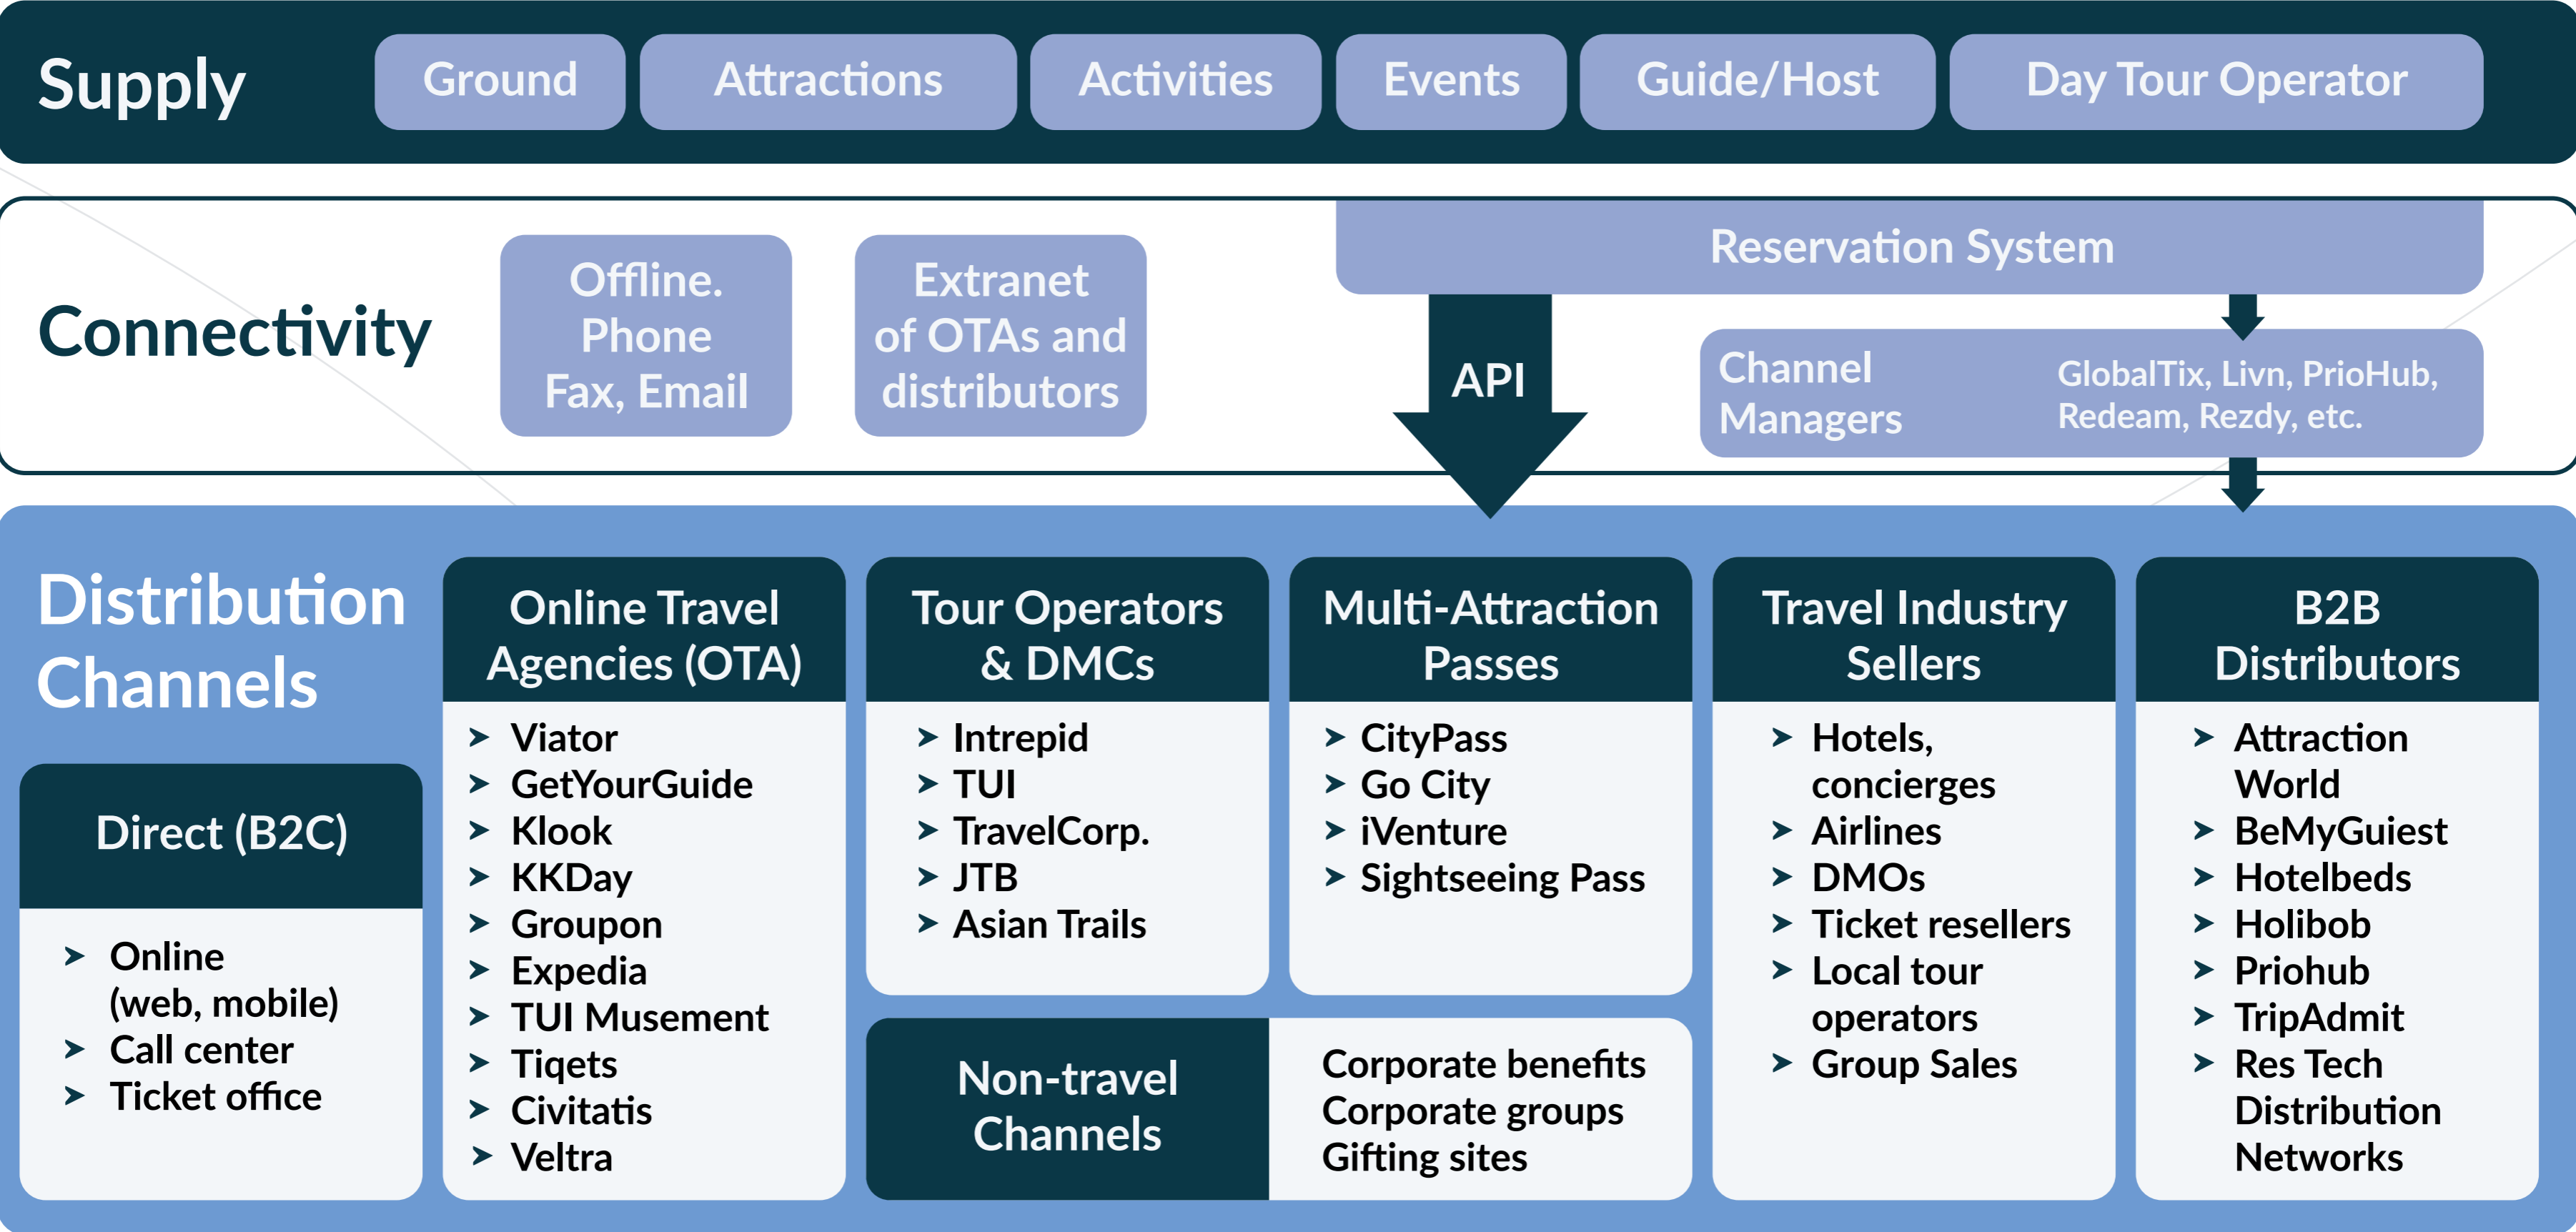 Supply
Ground
Attractions
Activities
Events
Guide/Host
Day Tour Operator
Connectivity
Offline.
Phone
Fax, Email
Extranet
of OTAs and
distributors
Reservation System
API
Channel
Managers
GlobalTix, Livn, PrioHub,
Redeam, Rezdy, etc.
Distribution
Channels
Direct (B2C)
Online
(web, mobile)
Call center
Ticket office
Online Travel
Agencies (OTA)
Viator
GetYourGuide
Klook
KKDay
Groupon
Expedia
TUI Musement
Tiqets
Civitatis
Veltra
Tour Operators
& DMCs
Intrepid
TUI
TravelCorp.
JTB
Asian Trails
Multi-Attraction
Passes
CityPass
Go City
iVenture
Sightseeing Pass
Non-travel
Channels
Corporate benefits
Corporate groups
Gifting sites
Travel Industry
Sellers
Hotels,
concierges
Airlines
DMOs
Ticket resellers
Local tour
operators
Group Sales
B2B
Distributors
Attraction
World
BeMyGuiest
Hotelbeds
Holibob
Priohub
TripAdmit
Res Tech
Distribution
Networks